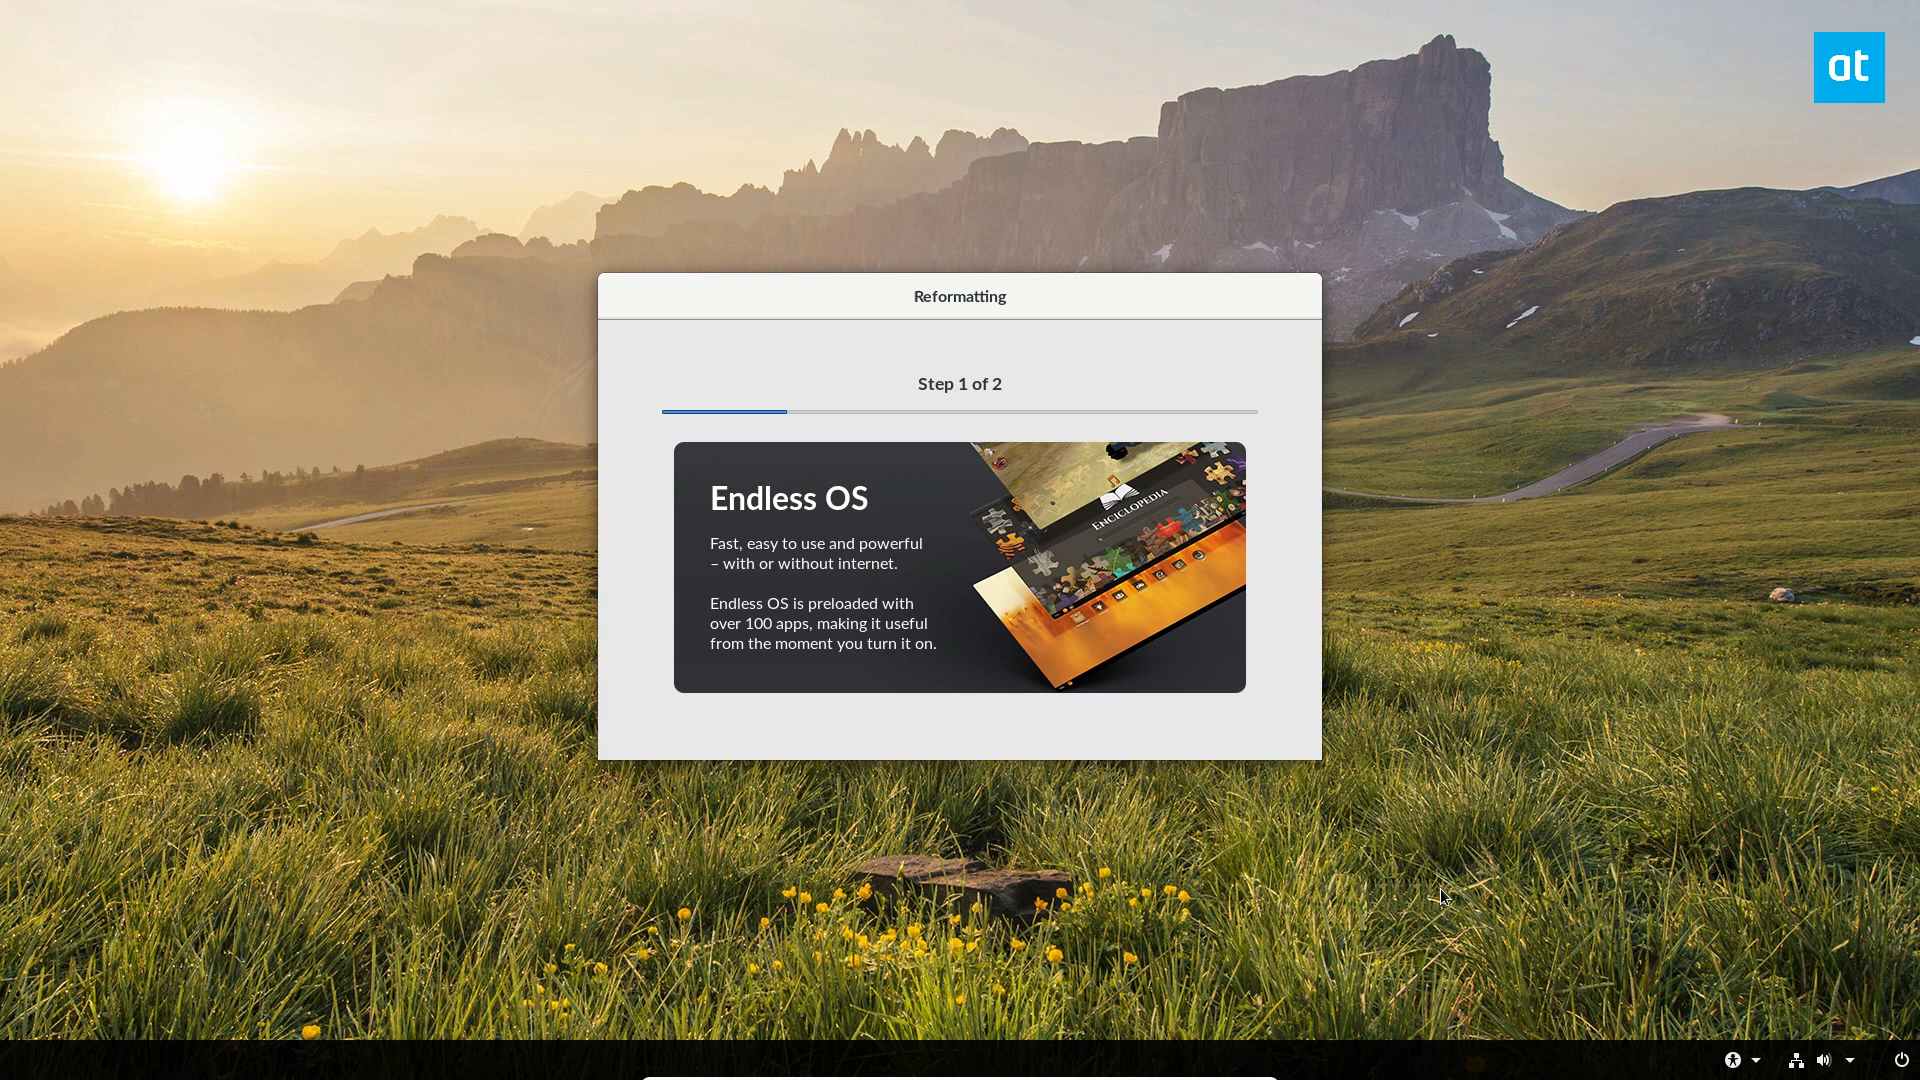 at
Reformatting
Step 1 of 2
Endless OS
Fast, easy to use and powerful
– with or without internet.
Endless OS is preloaded with
over 100 apps, making it useful
from the moment you turn it on.
ENCICLOPEDIA